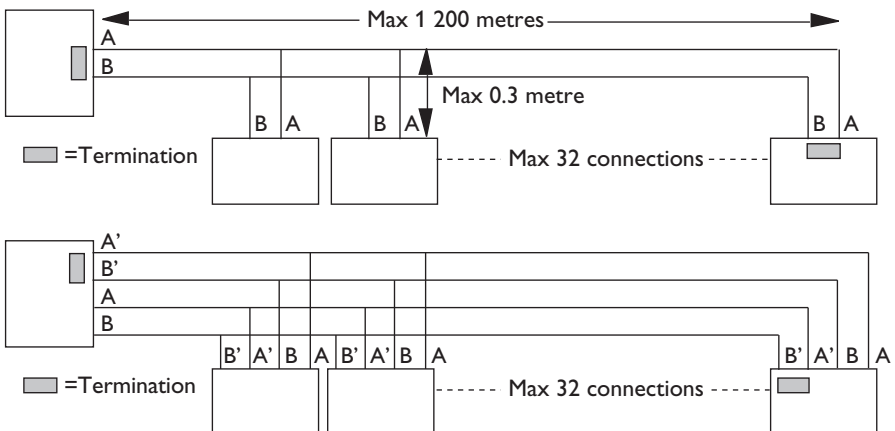 Max 1 200 metres
A
B
Max 0.3 metre
B A B A B A
=Termination
Max 32 connections
A’
B’
A
B
B’ A’ B A B’ A’ B A B’ A’ B A
=Termination
Max 32 connections